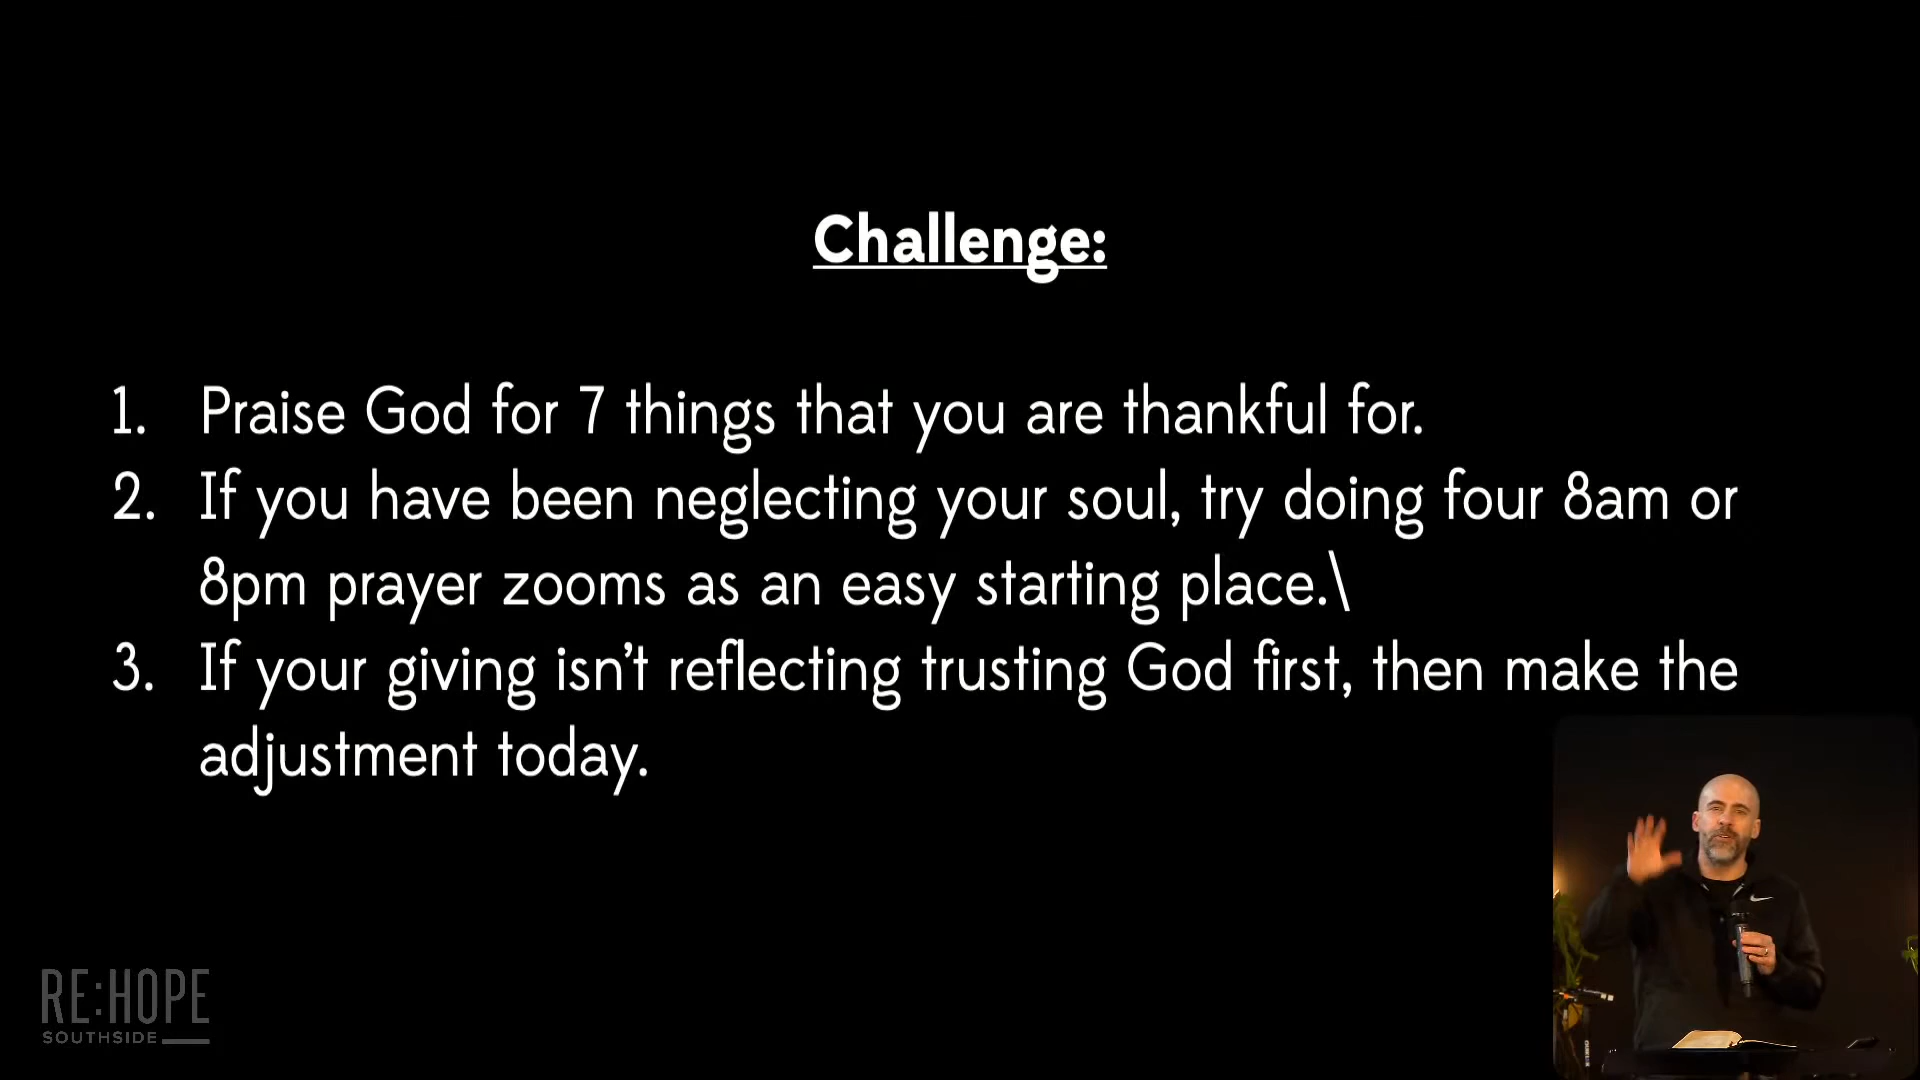 Challenge:
1. Praise God for 7 things that you are thankful for.
2. If you have been neglecting your soul, try doing four 8am or
8pm prayer zooms as an easy starting place.\
3. If your giving isn’t reflecting trusting God first, then make the
adjustment today.
RE:HOPE
SOUTHSIDE